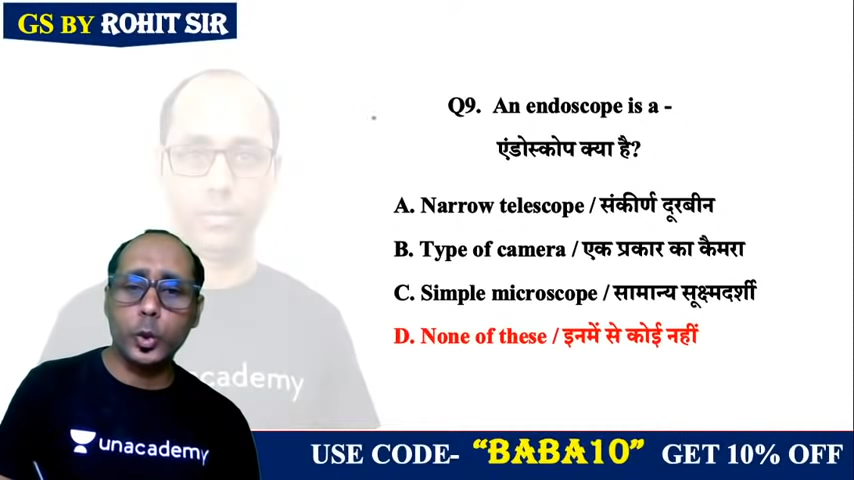 GS BY ROHIT SIR
Q9. An endoscope is a -
एंडोस्कोप क्या है?
A. Narrow telescope / संकीर्ण दूरबीन
B. Type of camera / एक प्रकार का कैमरा
C. Simple microscope / सामान्य सूक्ष्मदर्शी
D. None of these / इनमें से कोई नहीं
unacademy
USE CODE- “BABA10” GET 10% OFF